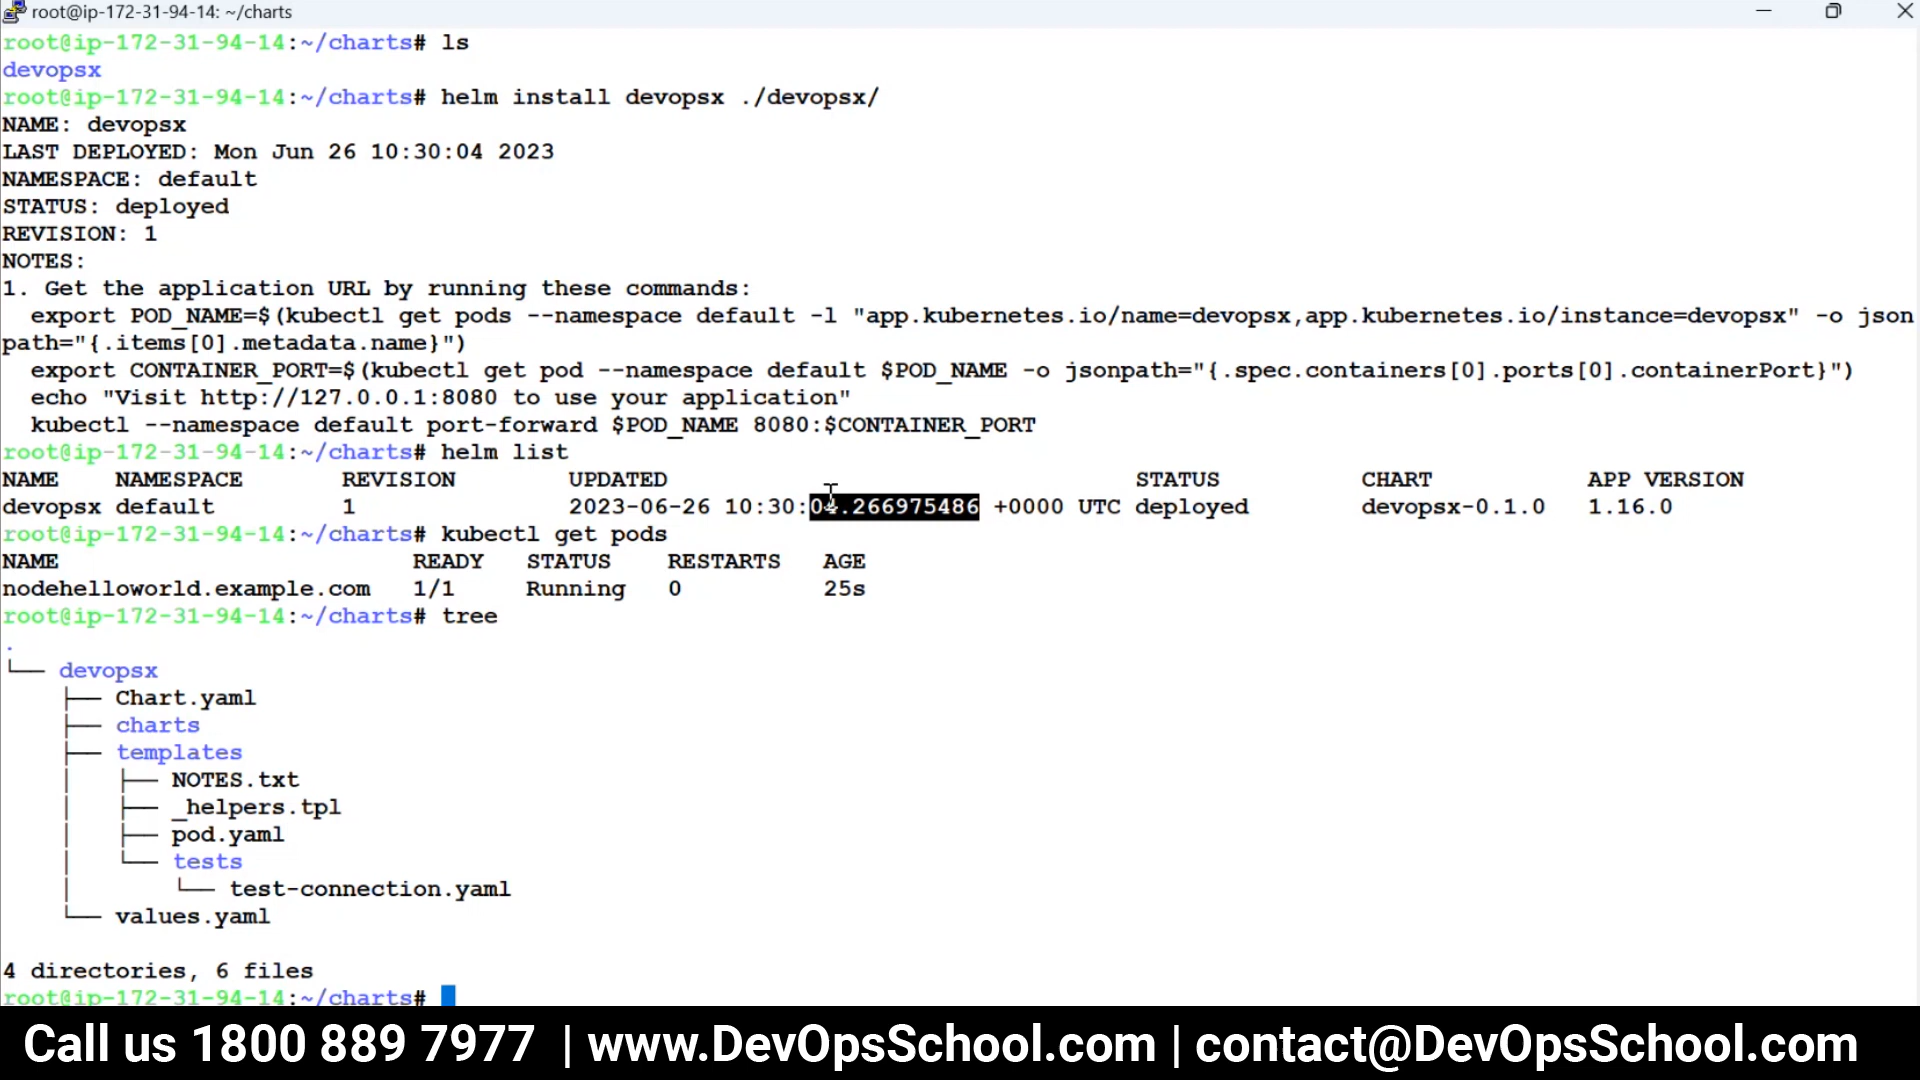 root@ip-172-31-94-14: ~/charts
root@ip-172-31-94-14:~/charts# ls
devopsx
root@ip-172-31-94-14:~/charts# helm install devopsx ./devopsx/
NAME: devopsx
LAST DEPLOYED: Mon Jun 26 10:30:04 2023
NAMESPACE: default
STATUS: deployed
REVISION: 1
NOTES:
1. Get the application URL by running these commands:
  export POD_NAME=$(kubectl get pods --namespace default -l "app.kubernetes.io/name=devopsx,app.kubernetes.io/instance=devopsx" -o json
path="{.items[0].metadata.name}")
  export CONTAINER_PORT=$(kubectl get pod --namespace default $POD_NAME -o jsonpath="{.spec.containers[0].ports[0].containerPort}")
  echo "Visit http://127.0.0.1:8080 to use your application"
  kubectl --namespace default port-forward $POD_NAME 8080:$CONTAINER_PORT
root@ip-172-31-94-14:~/charts# helm list
NAME    NAMESPACE       REVISION        UPDATED                                 STATUS          CHART           APP VERSION
devopsx default         1               2023-06-26 10:30:04.266975486 +0000 UTC deployed        devopsx-0.1.0   1.16.0
root@ip-172-31-94-14:~/charts# kubectl get pods
NAME                         READY   STATUS    RESTARTS   AGE
nodehelloworld.example.com   1/1     Running   0          25s
root@ip-172-31-94-14:~/charts# tree
.
└── devopsx
    ├── Chart.yaml
    ├── charts
    ├── templates
    │   ├── NOTES.txt
    │   ├── _helpers.tpl
    │   ├── pod.yaml
    │   └── tests
    │       └── test-connection.yaml
    └── values.yaml
4 directories, 6 files
root@ip-172-31-94-14:~/charts#
Call us 1800 889 7977 | www.DevOpsSchool.com | contact@DevOpsSchool.com